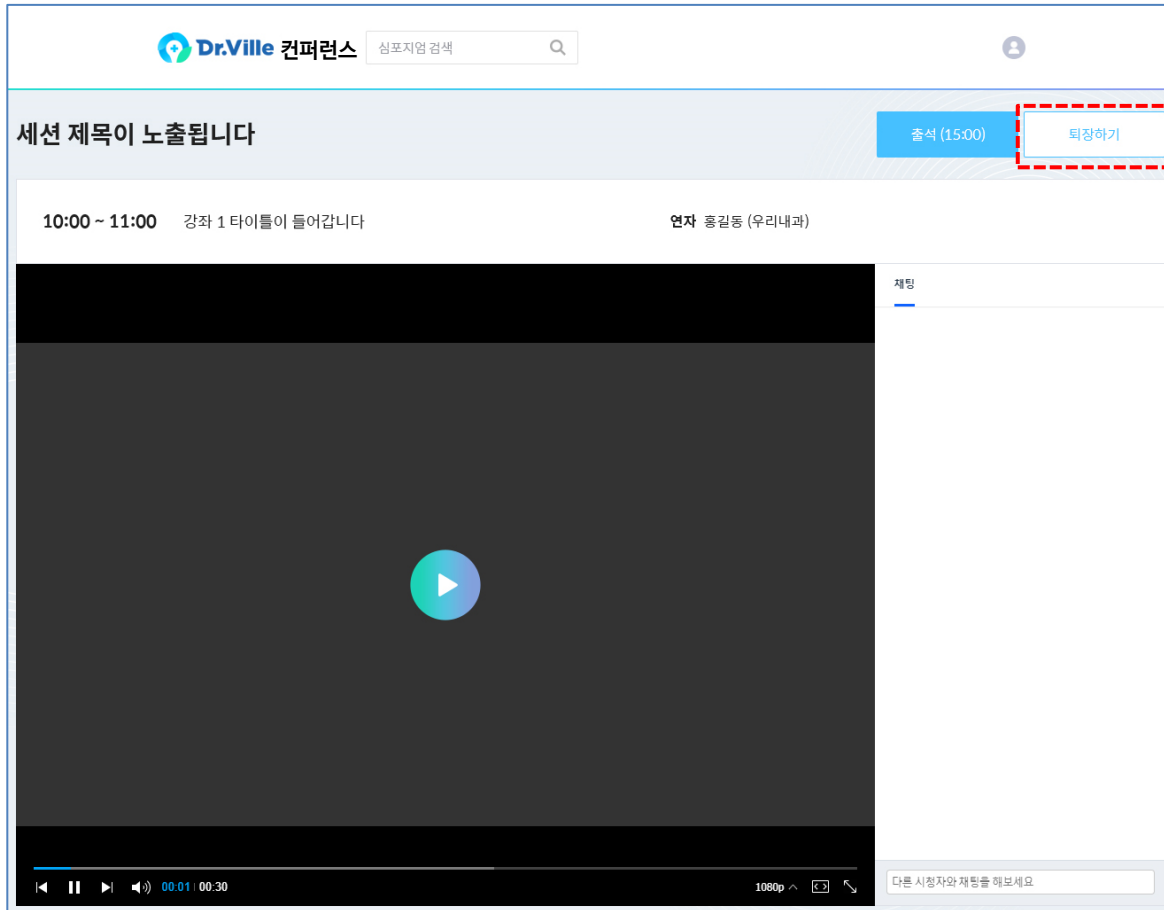 Dr.Ville 컨퍼런스 심포지엄 검색
세션 제목이 노출됩니다 출석 (15:00) 퇴장하기
10:00 ~ 11:00 강좌 1 타이틀이 들어갑니다 연자 홍길동 (우리내과)
채팅
00:01 | 00:30 1080p
다른 시청자와 채팅을 해보세요